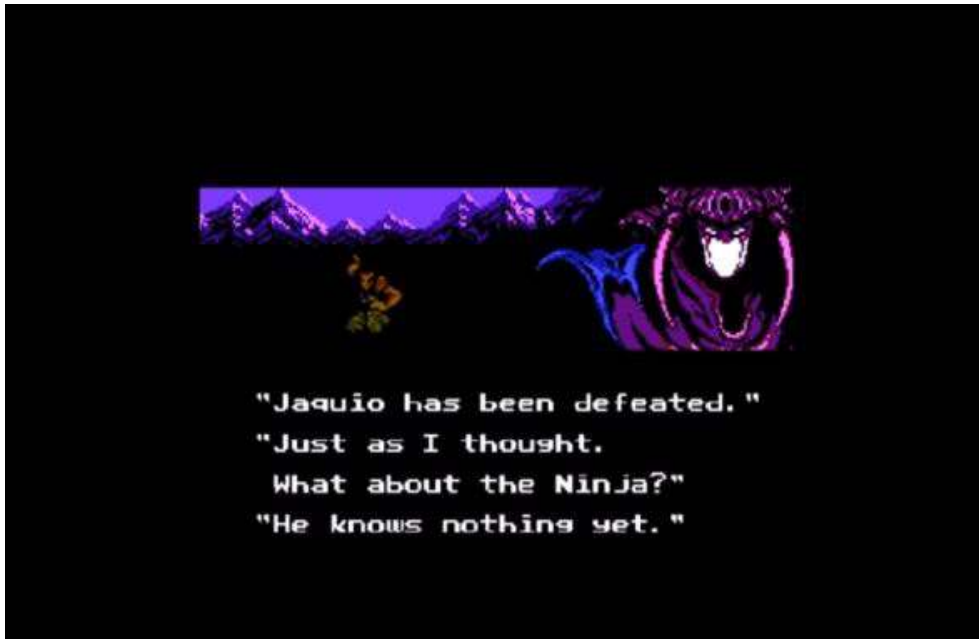 "Jaquio has been defeated."
"Just as I thought.
What about the Ninja?"
"He knows nothing yet."